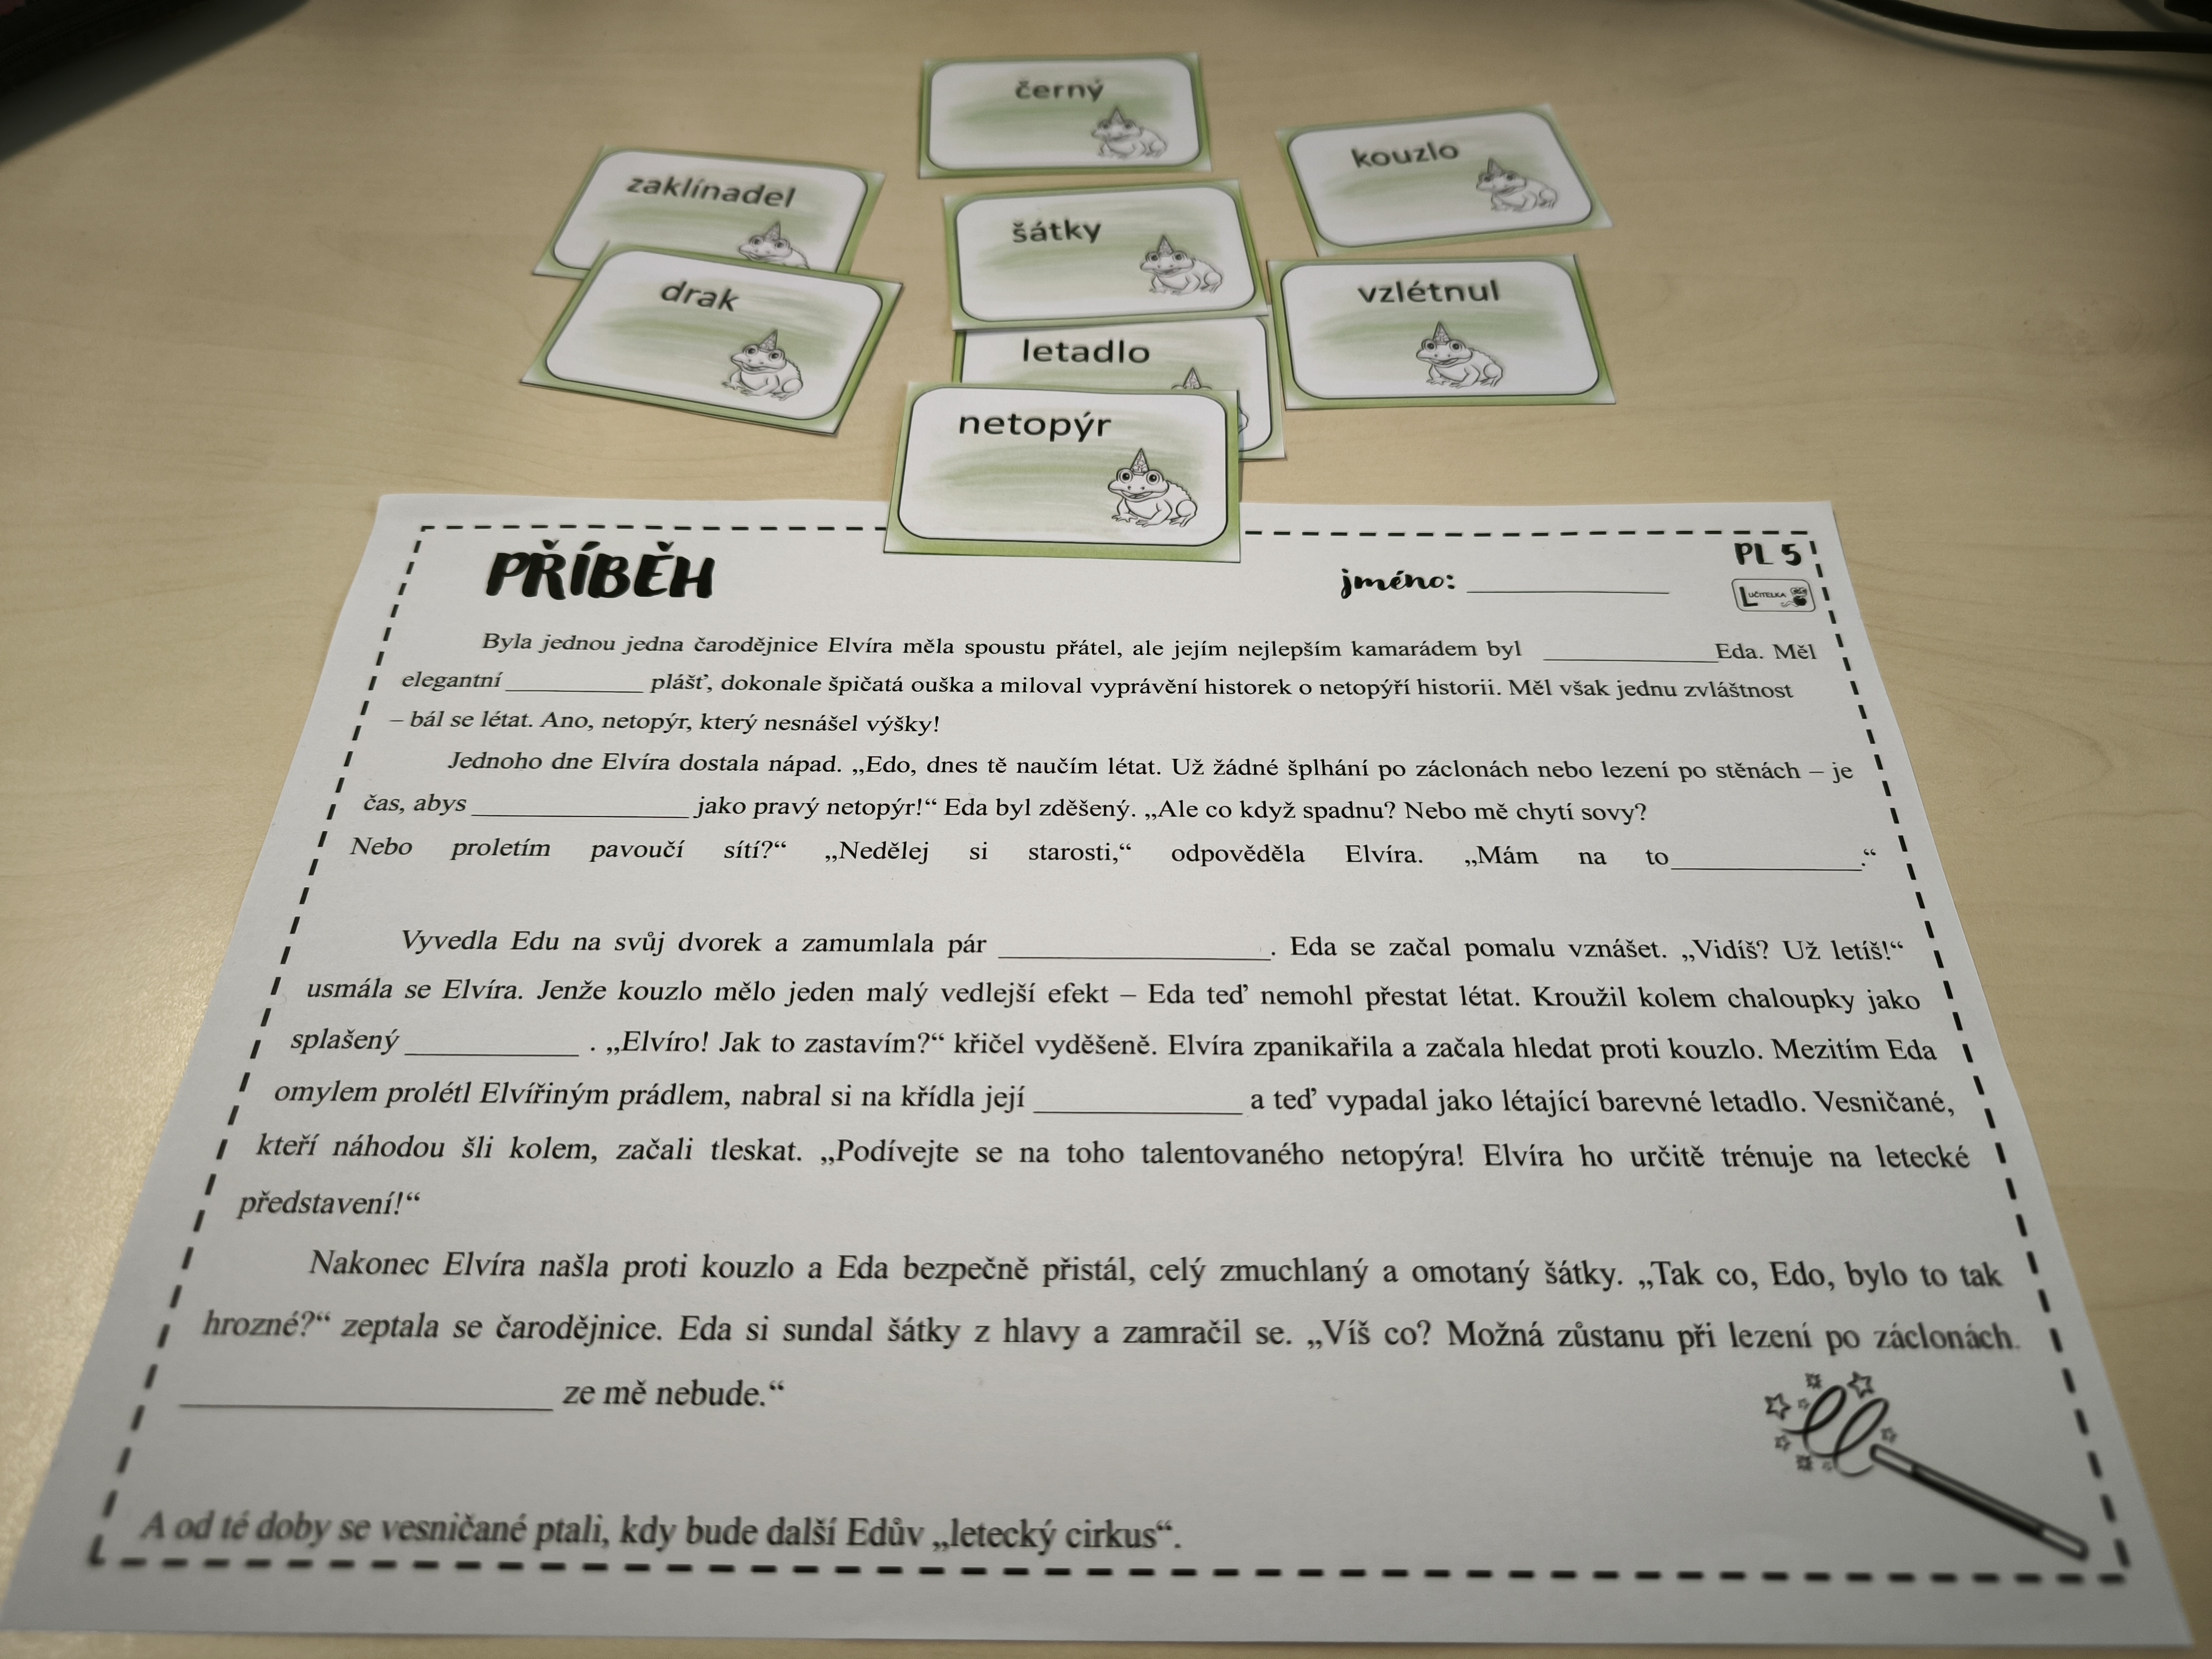 černý
kouzlo
zaklínadel
šátky
drak
vzlétnul
letadlo
netopýr
PŘÍBĚH
jméno: ____________
PL 5
LUČITELKA
Byla jednou jedna čarodějnice Elvíra měla spoustu přátel, ale jejím nejlepším kamarádem byl ____________Eda. Měl
elegantní ____________ plášť, dokonale špičatá ouška a miloval vyprávění historek o netopýří historii. Měl však jednu zvláštnost
– bál se létat. Ano, netopýr, který nesnášel výšky!
Jednoho dne Elvíra dostala nápad. „Edo, dnes tě naučím létat. Už žádné šplhání po záclonách nebo lezení po stěnách – je
čas, abys ____________ jako pravý netopýr!“ Eda byl zděšený. „Ale co když spadnu? Nebo mě chytí sovy?
Nebo proletím pavoučí sítí?“ „Nedělej si starosti,“ odpověděla Elvíra. „Mám na to____________.“
Vyvedla Edu na svůj dvorek a zamumlala pár ____________. Eda se začal pomalu vznášet. „Vidíš? Už letíš!“
usmála se Elvíra. Jenže kouzlo mělo jeden malý vedlejší efekt – Eda teď nemohl přestat létat. Kroužil kolem chaloupky jako
splašený ____________ . „Elvíro! Jak to zastavím?“ křičel vyděšeně. Elvíra zpanikařila a začala hledat proti kouzlo. Mezitím Eda
omylem prolétl Elvířiným prádlem, nabral si na křídla její ____________ a teď vypadal jako létající barevné letadlo. Vesničané,
kteří náhodou šli kolem, začali tleskat. „Podívejte se na toho talentovaného netopýra! Elvíra ho určitě trénuje na letecké
představení!“
Nakonec Elvíra našla proti kouzlo a Eda bezpečně přistál, celý zmuchlaný a omotaný šátky. „Tak co, Edo, bylo to tak
hrozné?“ zeptala se čarodějnice. Eda si sundal šátky z hlavy a zamračil se. „Víš co? Možná zůstanu při lezení po záclonách.
____________ ze mě nebude.“
A od té doby se vesničané ptali, kdy bude další Edův „letecký cirkus“.